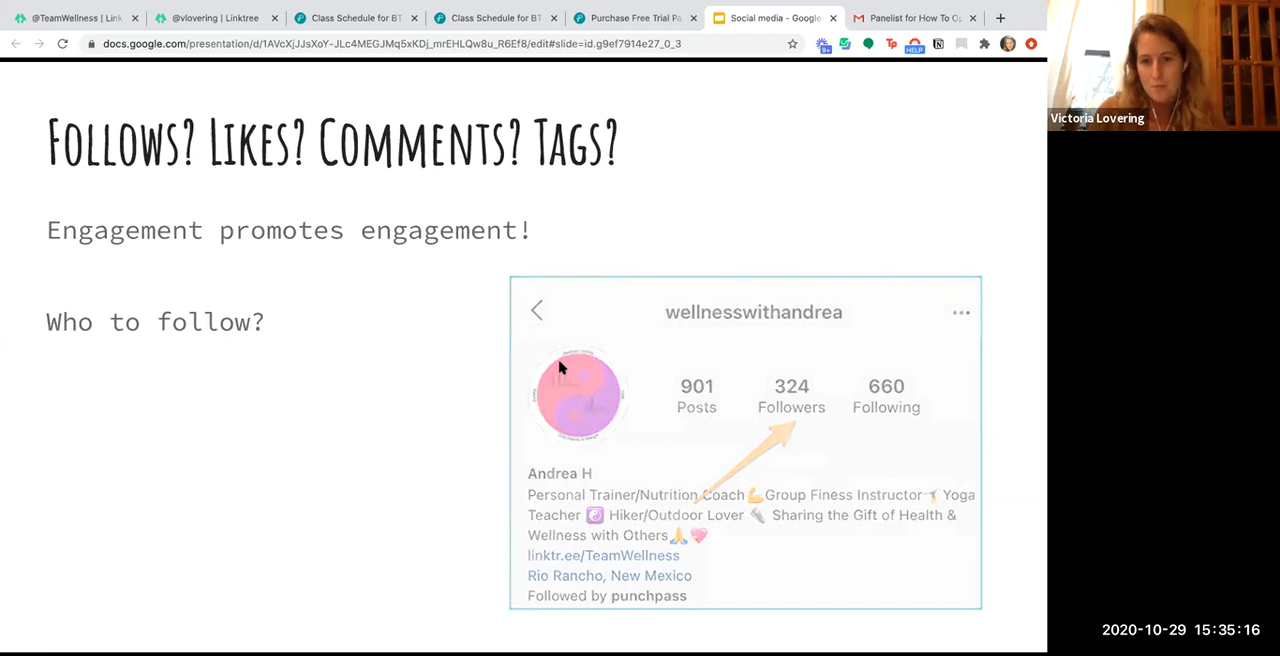 @TeamWellness | Link
@vlovering | Linktree
Class Schedule for BT
Class Schedule for BT
Purchase Free Trial Pa
Social media - Google
Panelist for How To O
docs.google.com/presentation/d/1AVcXjJJsXoY-JLc4MEGJMq5xKDj_mrEHLQw8u_R6Ef8/edit#slide=id.g9ef7914e27_0_3
9+
Tp
HELP
Victoria Lovering
Follows? Likes? Comments? Tags?
Engagement promotes engagement!
Who to follow?
wellnesswithandrea
901 324 660
Posts Followers Following
Andrea H
Personal Trainer/Nutrition Coach💪Group Finess Instructor🤸 Yoga
Teacher ☯️ Hiker/Outdoor Lover 🥾 Sharing the Gift of Health &
Wellness with Others🙏💖
linktr.ee/TeamWellness
Rio Rancho, New Mexico
Followed by punchpass
2020-10-29 15:35:16